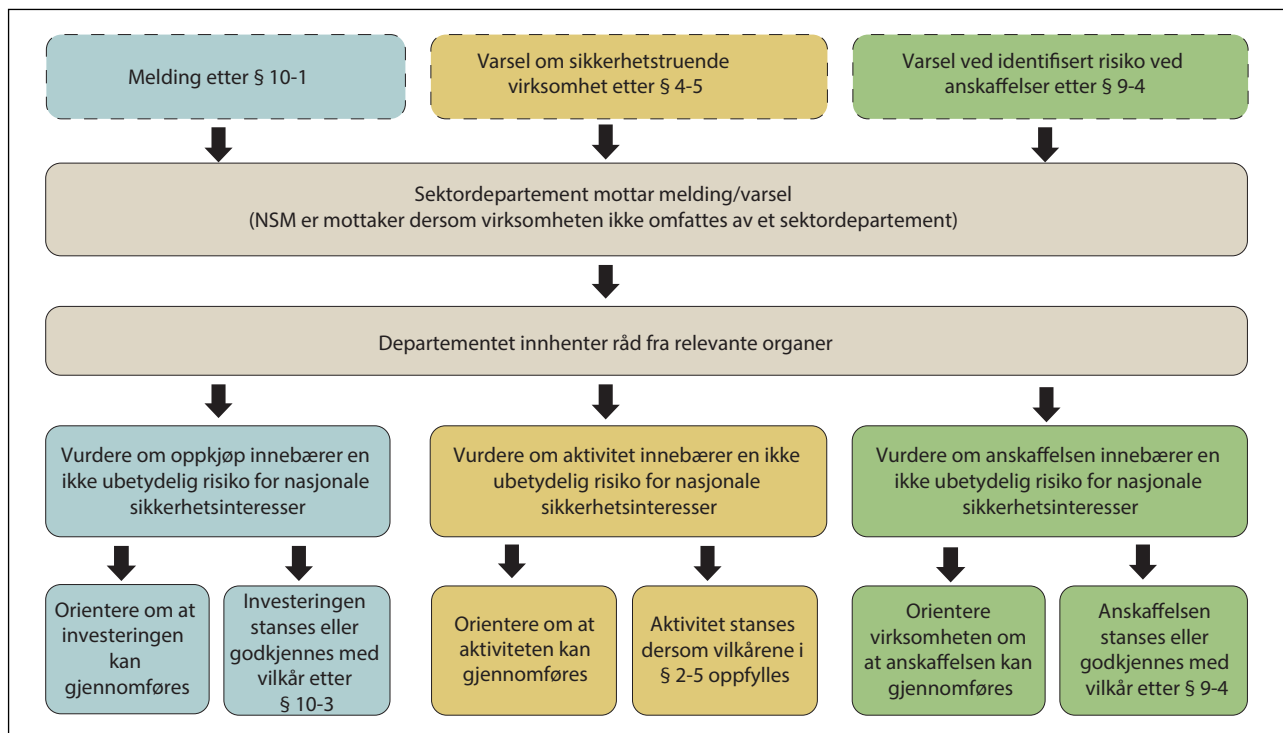 Melding etter § 10-1
Varsel om sikkerhetstruende
virksomhet etter § 4-5
Varsel ved identifisert risiko ved
anskaffelser etter § 9-4
Sektordepartement mottar melding/varsel
(NSM er mottaker dersom virksomheten ikke omfattes av et sektordepartement)
Departementet innhenter råd fra relevante organer
Vurdere om oppkjøp innebærer en
ikke ubetydelig risiko for nasjonale
sikkerhetsinteresser
Vurdere om aktivitet innebærer en ikke
ubetydelig risiko for nasjonale
sikkerhetsinteresser
Vurdere om anskaffelsen innebærer en
ikke ubetydelig risiko for nasjonale
sikkerhetsinteresser
Orientere om at
investeringen
kan
gjennomføres
Investeringen
stanses eller
godkjennes med
vilkår etter
§ 10-3
Orientere om at
aktiviteten kan
gjennomføres
Aktivitet stanses
dersom vilkårene i
§ 2-5 oppfylles
Orientere
virksomheten om
at anskaffelsen kan
gjennomføres
Anskaffelsen
stanses eller
godkjennes med
vilkår etter § 9-4